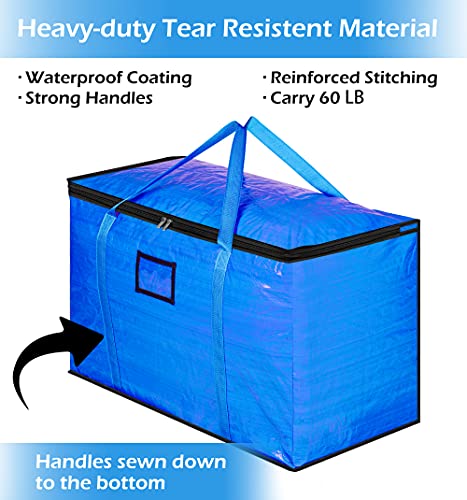 Heavy-duty Tear Resistent Material
· Waterproof Coating
· Strong Handles
· Reinforced Stitching
· Carry 60 LB
Handles sewn down
to the bottom